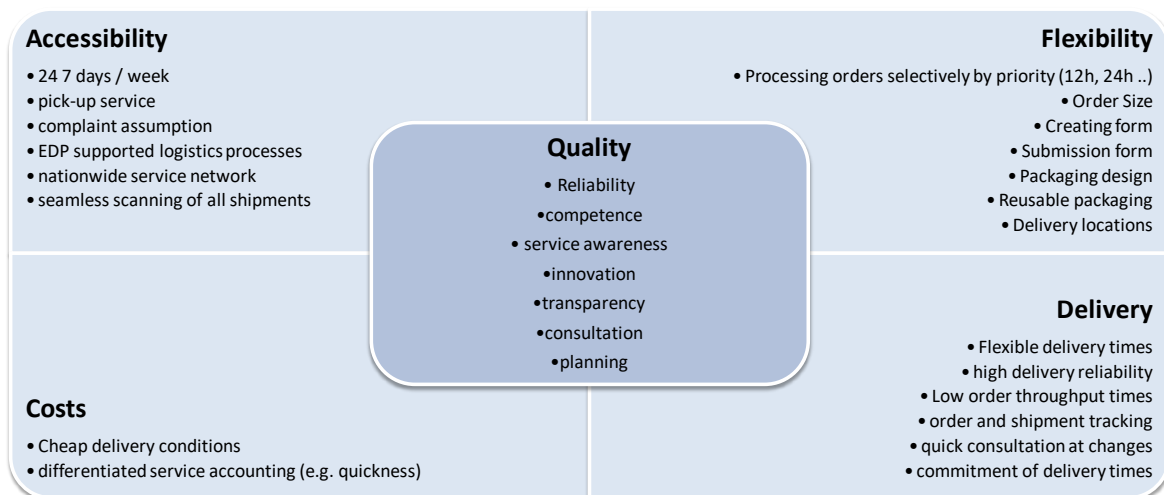 Accessibility
• 24 7 days / week
• pick-up service
• complaint assumption
• EDP supported logistics processes
• nationwide service network
• seamless scanning of all shipments
Flexibility
• Processing orders selectively by priority (12h, 24h ..)
• Order Size
• Creating form
• Submission form
• Packaging design
• Reusable packaging
• Delivery locations
Quality
• Reliability
•competence
• service awareness
•innovation
•transparency
•consultation
•planning
Costs
• Cheap delivery conditions
• differentiated service accounting (e.g. quickness)
Delivery
• Flexible delivery times
• high delivery reliability
• Low order throughput times
• order and shipment tracking
• quick consultation at changes
• commitment of delivery times